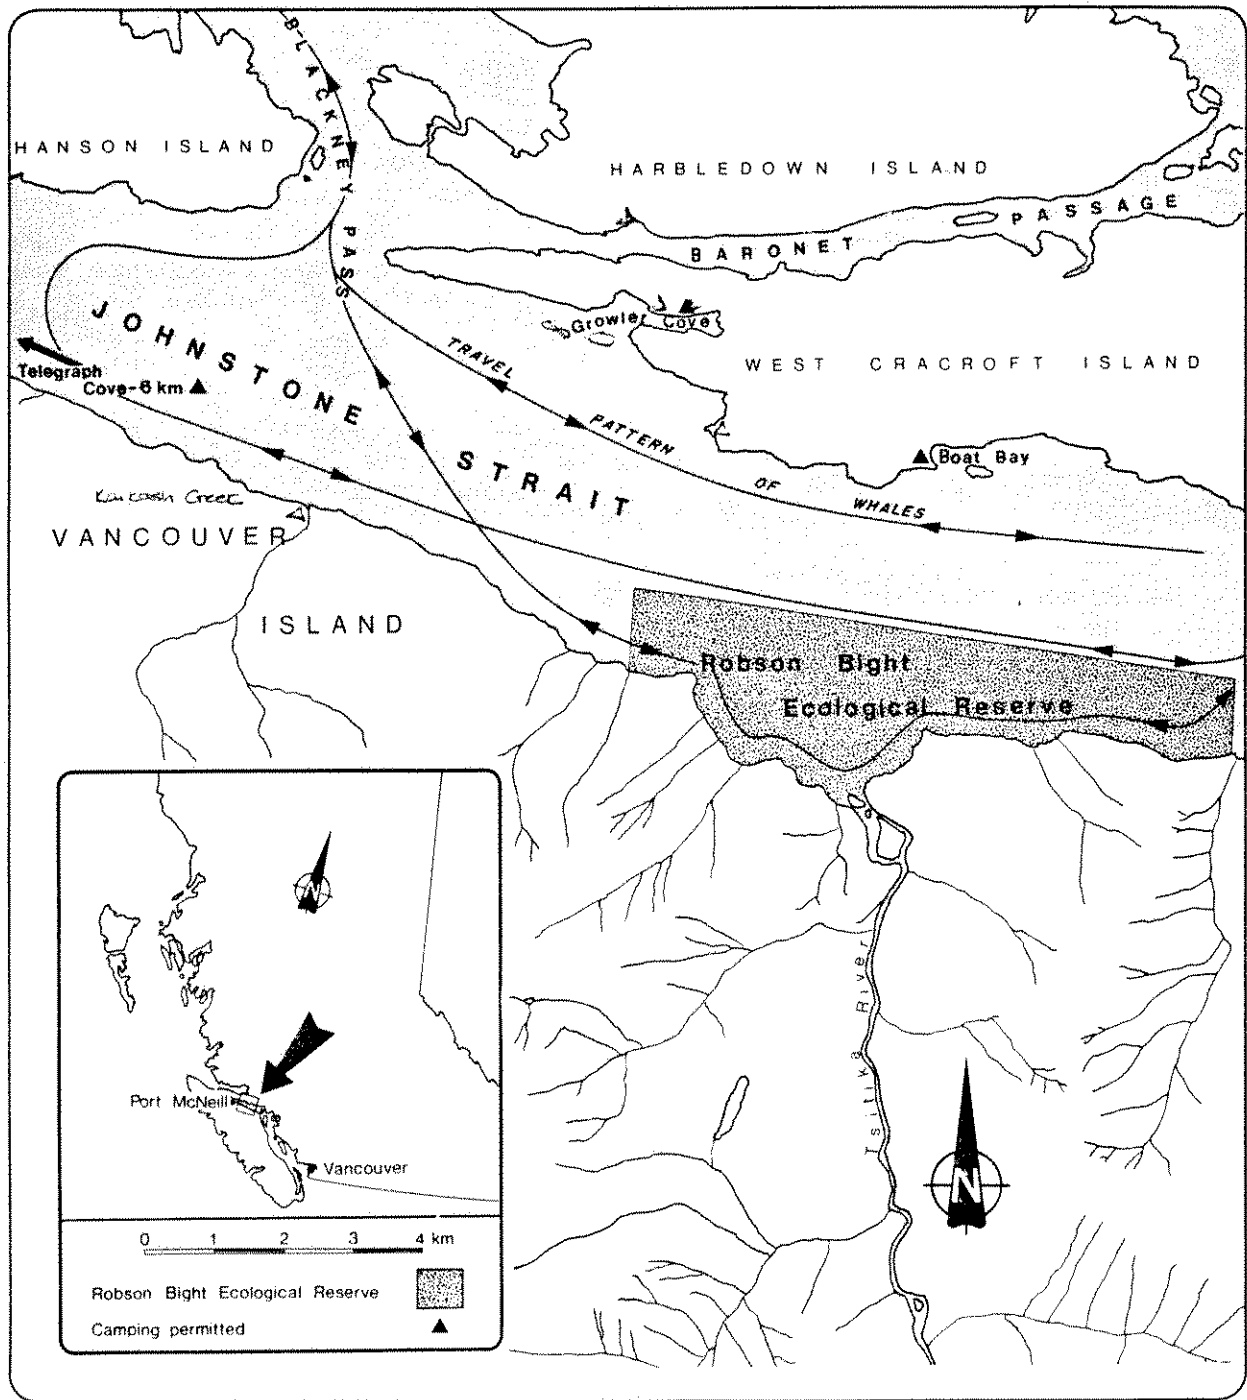 BLACKNEY PASS
HANSON ISLAND
HARBLEDOWN ISLAND
BARONET PASSAGE
Growler Cove
JOHNSTONE STRAIT
TRAVEL PATTERN OF WHALES
WEST CRACROFT ISLAND
Telegraph
Cove-6 km
Boat Bay
Creek
VANCOUVER
ISLAND
Robson Bight
Ecological Reserve
Tsitika River
N
N
Port McNeill
Vancouver
0 1 2 3 4 km
Robson Bight Ecological Reserve
Camping permitted